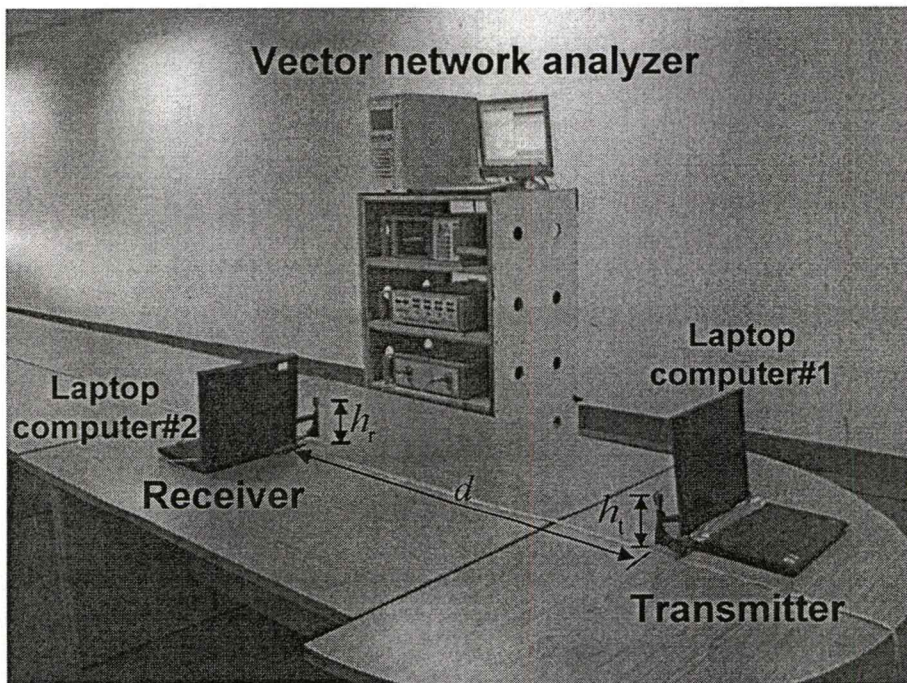 Vector network analyzer
Laptop
computer#1
Laptop
computer#2
hr
Receiver
d
ht
Transmitter